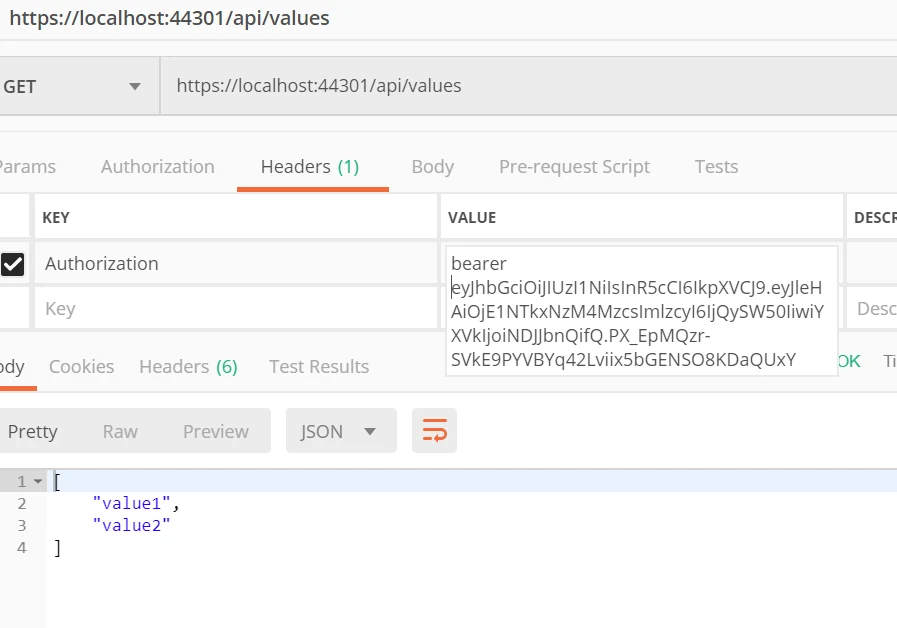 https://localhost:44301/api/values
GET https://localhost:44301/api/values
Params Authorization Headers (1) Body Pre-request Script Tests
KEY VALUE DESCR
Authorization bearer
eyJhbGciOiJIUzI1NiIsInR5cCI6IkpXVCJ9.eyJleH
AiOjE1NTkxNzM4MzcsImlzcyI6IjQySW50IiwiY
XVkIjoiNDJJbnQifQ.PX_EpMQzr-
SVkE9PYVBYq42Lviix5bGENSO8KDaQUxY
Key Desc
ody Cookies Headers (6) Test Results OK Ti
Pretty Raw Preview JSON
1 [
2 "value1",
3 "value2"
4 ]